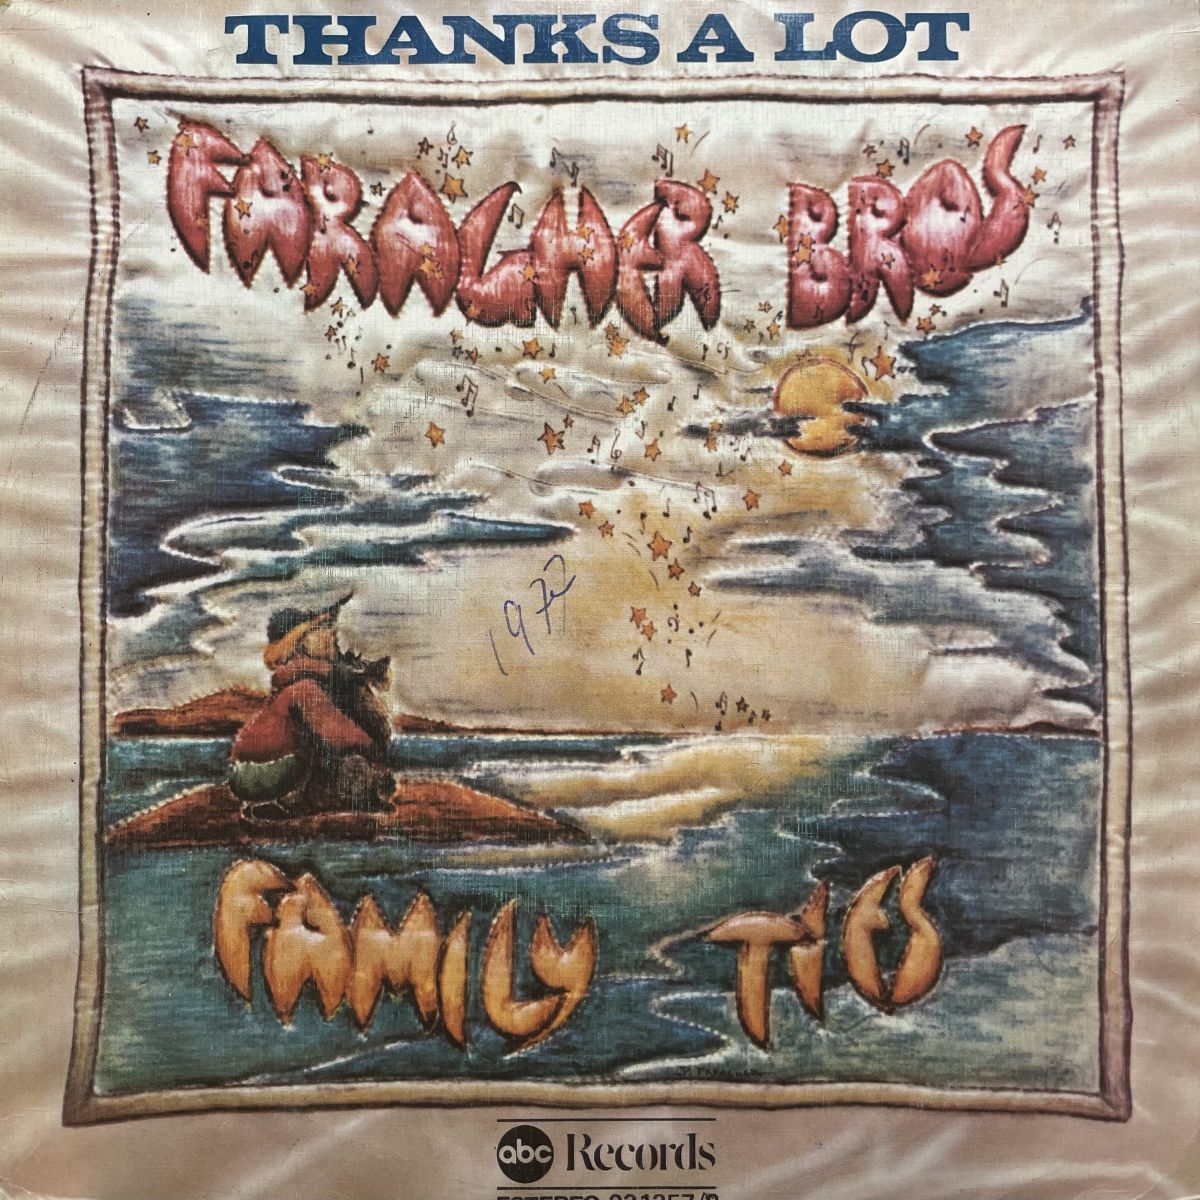 THANKS A LOT
FARAGHER BROS
1977
FAMILY TIES
abc Records